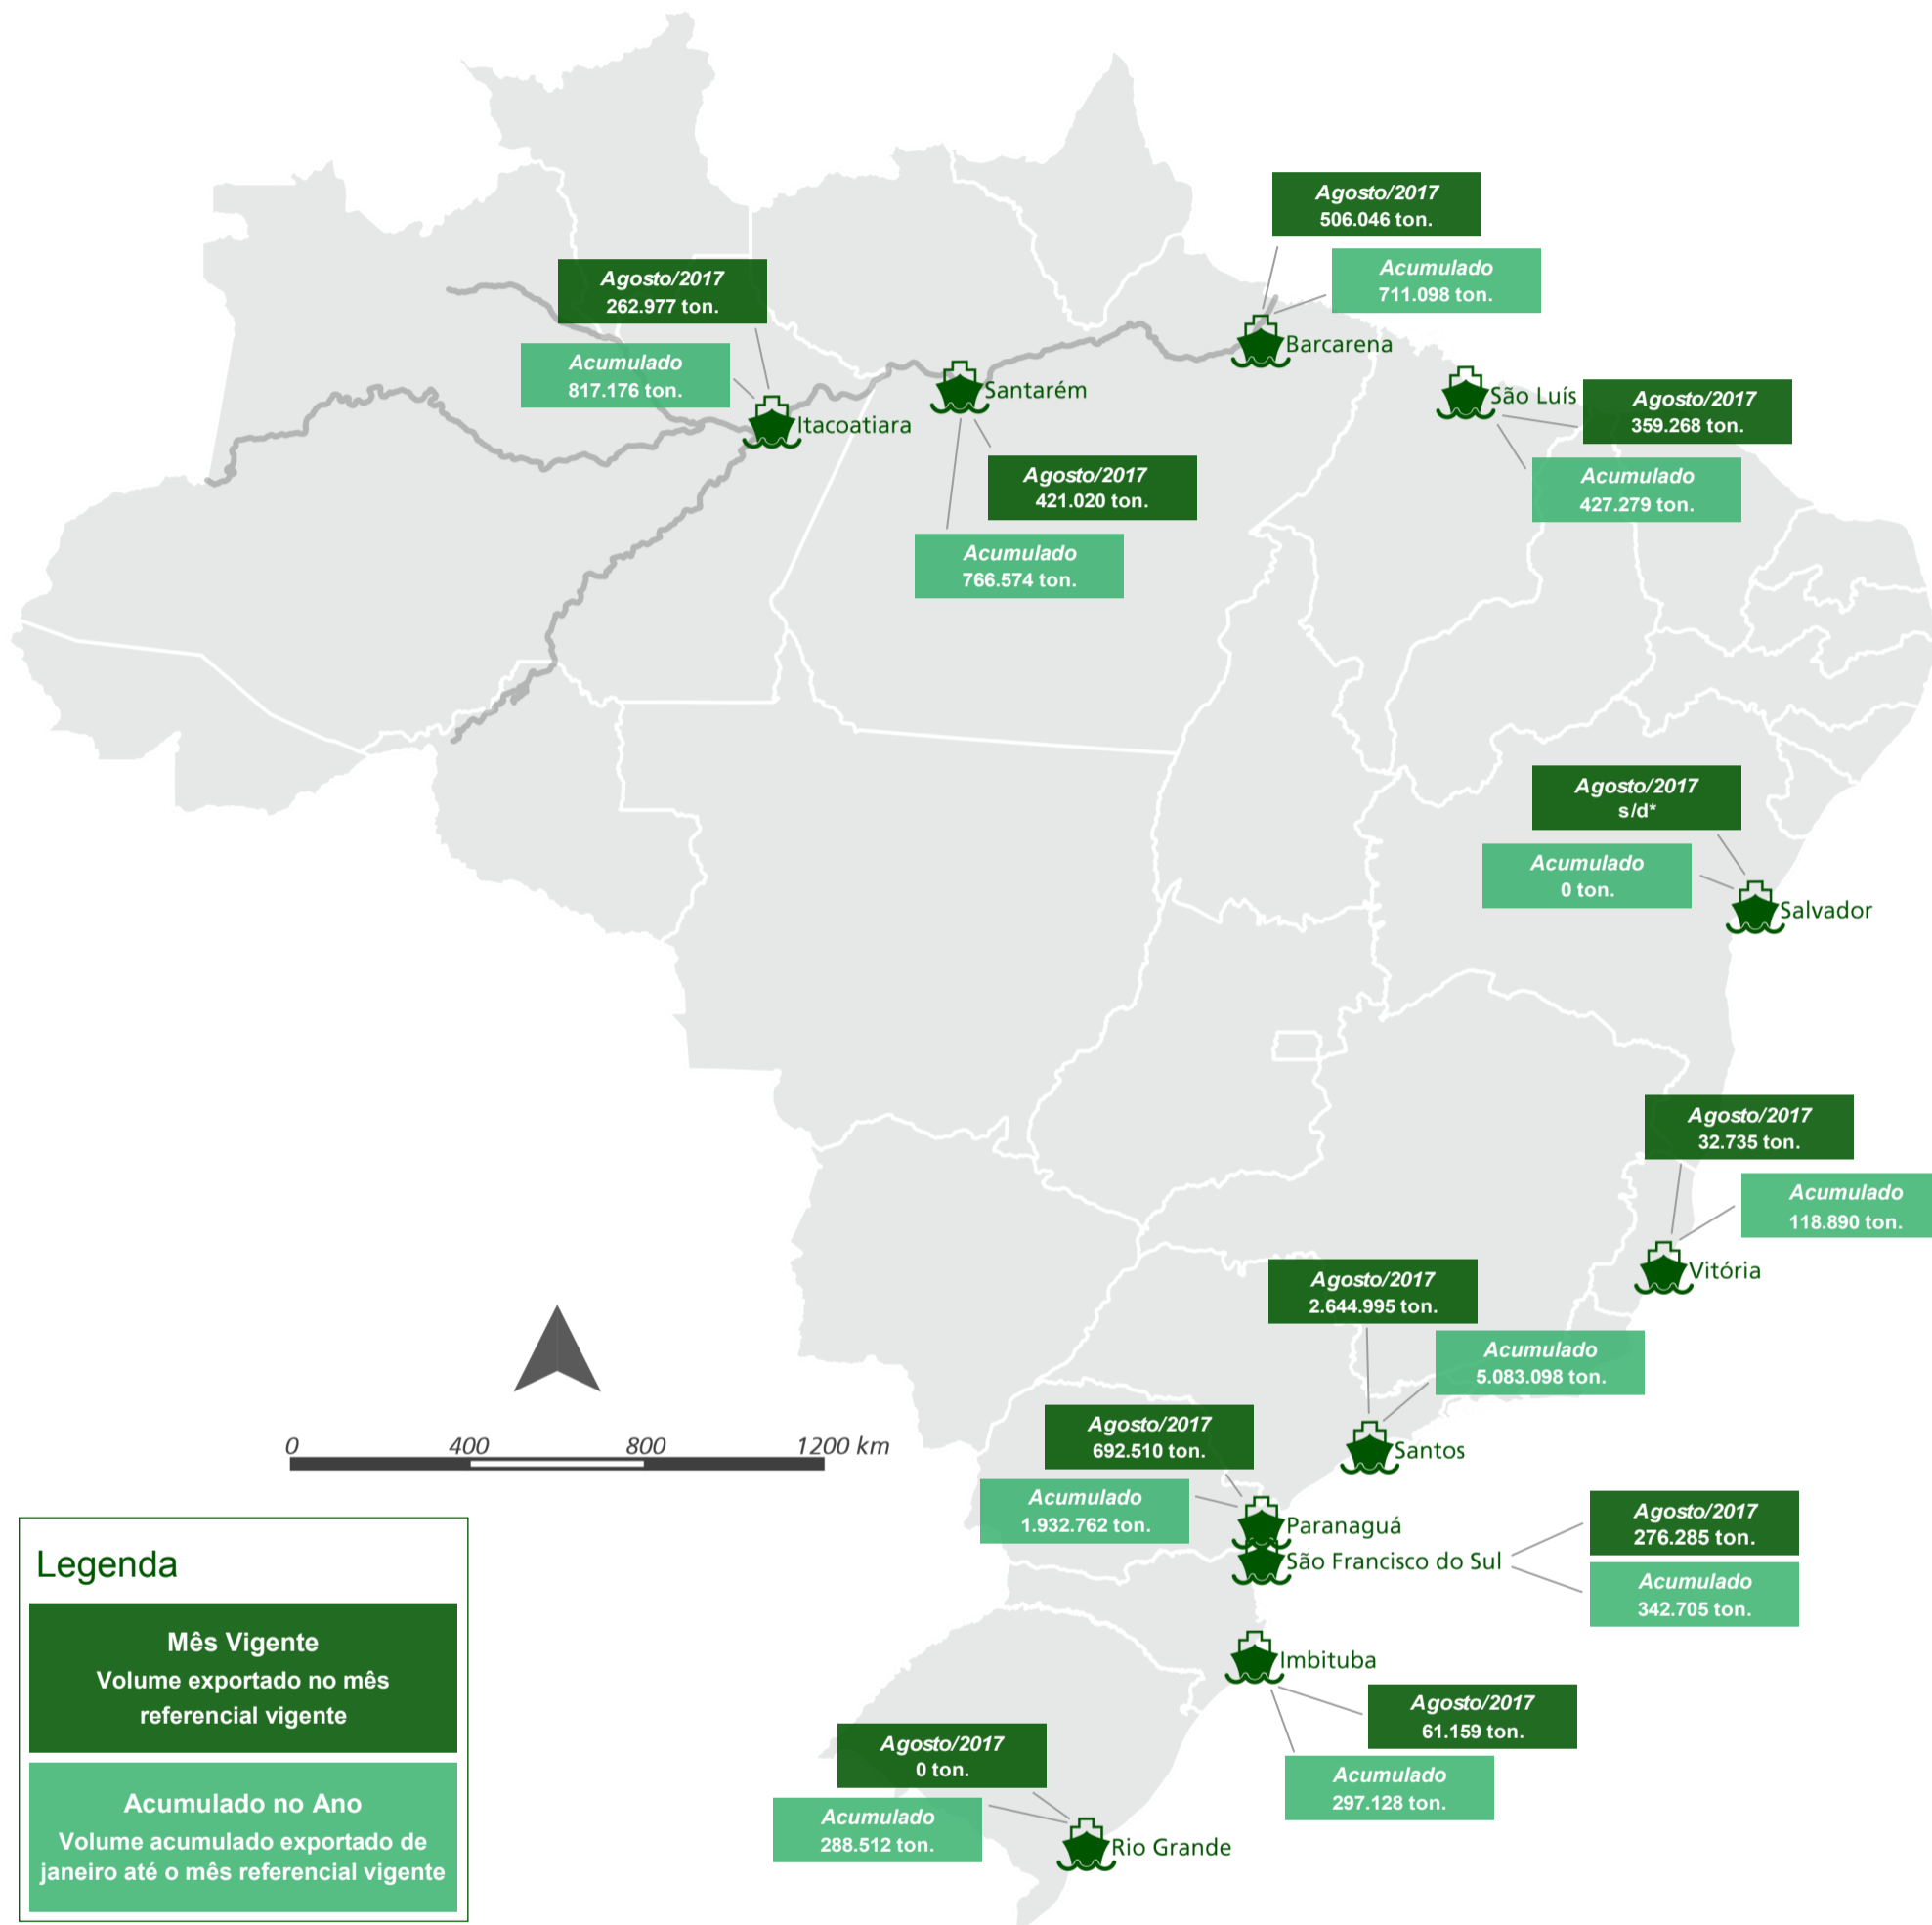 Agosto/2017
506.046 ton.
Acumulado
711.098 ton.
Barcarena
Agosto/2017
262.977 ton.
Acumulado
817.176 ton.
Itacoatiara
Santarém
Agosto/2017
421.020 ton.
Acumulado
766.574 ton.
São Luís
Agosto/2017
359.268 ton.
Acumulado
427.279 ton.
Agosto/2017
s/d*
Acumulado
0 ton.
Salvador
Agosto/2017
32.735 ton.
Acumulado
118.890 ton.
Vitória
Agosto/2017
2.644.995 ton.
Acumulado
5.083.098 ton.
Santos
Agosto/2017
692.510 ton.
Acumulado
1.932.762 ton.
Paranaguá
São Francisco do Sul
Agosto/2017
276.285 ton.
Acumulado
342.705 ton.
Imbituba
Agosto/2017
61.159 ton.
Acumulado
297.128 ton.
Agosto/2017
0 ton.
Acumulado
288.512 ton.
Rio Grande
0 400 800 1200 km
Legenda
Mês Vigente
Volume exportado no mês
referencial vigente
Acumulado no Ano
Volume acumulado exportado de
janeiro até o mês referencial vigente